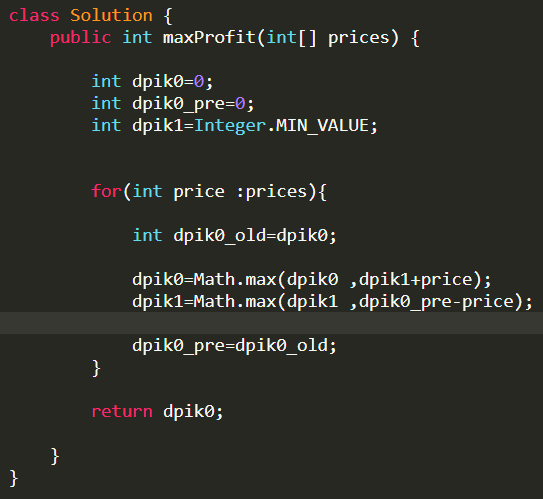 class Solution {
    public int maxProfit(int[] prices) {
        int dpik0=0;
        int dpik0_pre=0;
        int dpik1=Integer.MIN_VALUE;
        for(int price :prices){
            int dpik0_old=dpik0;
            dpik0=Math.max(dpik0 ,dpik1+price);
            dpik1=Math.max(dpik1 ,dpik0_pre-price);
            dpik0_pre=dpik0_old;
        }
        return dpik0;
    }
}